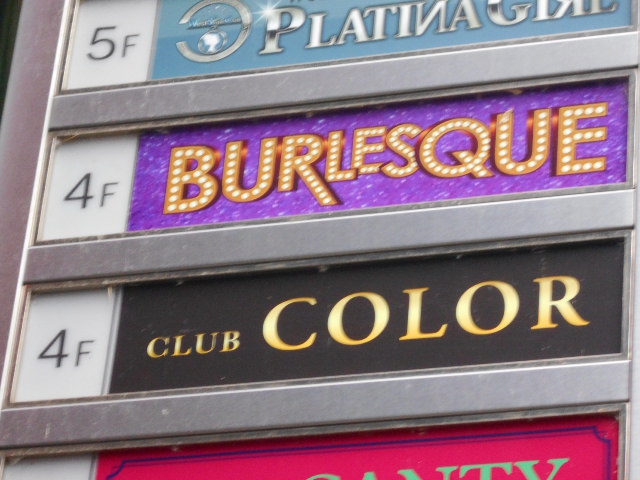 5F PLATINA GIRL
4F BURLESQUE
4F CLUB COLOR